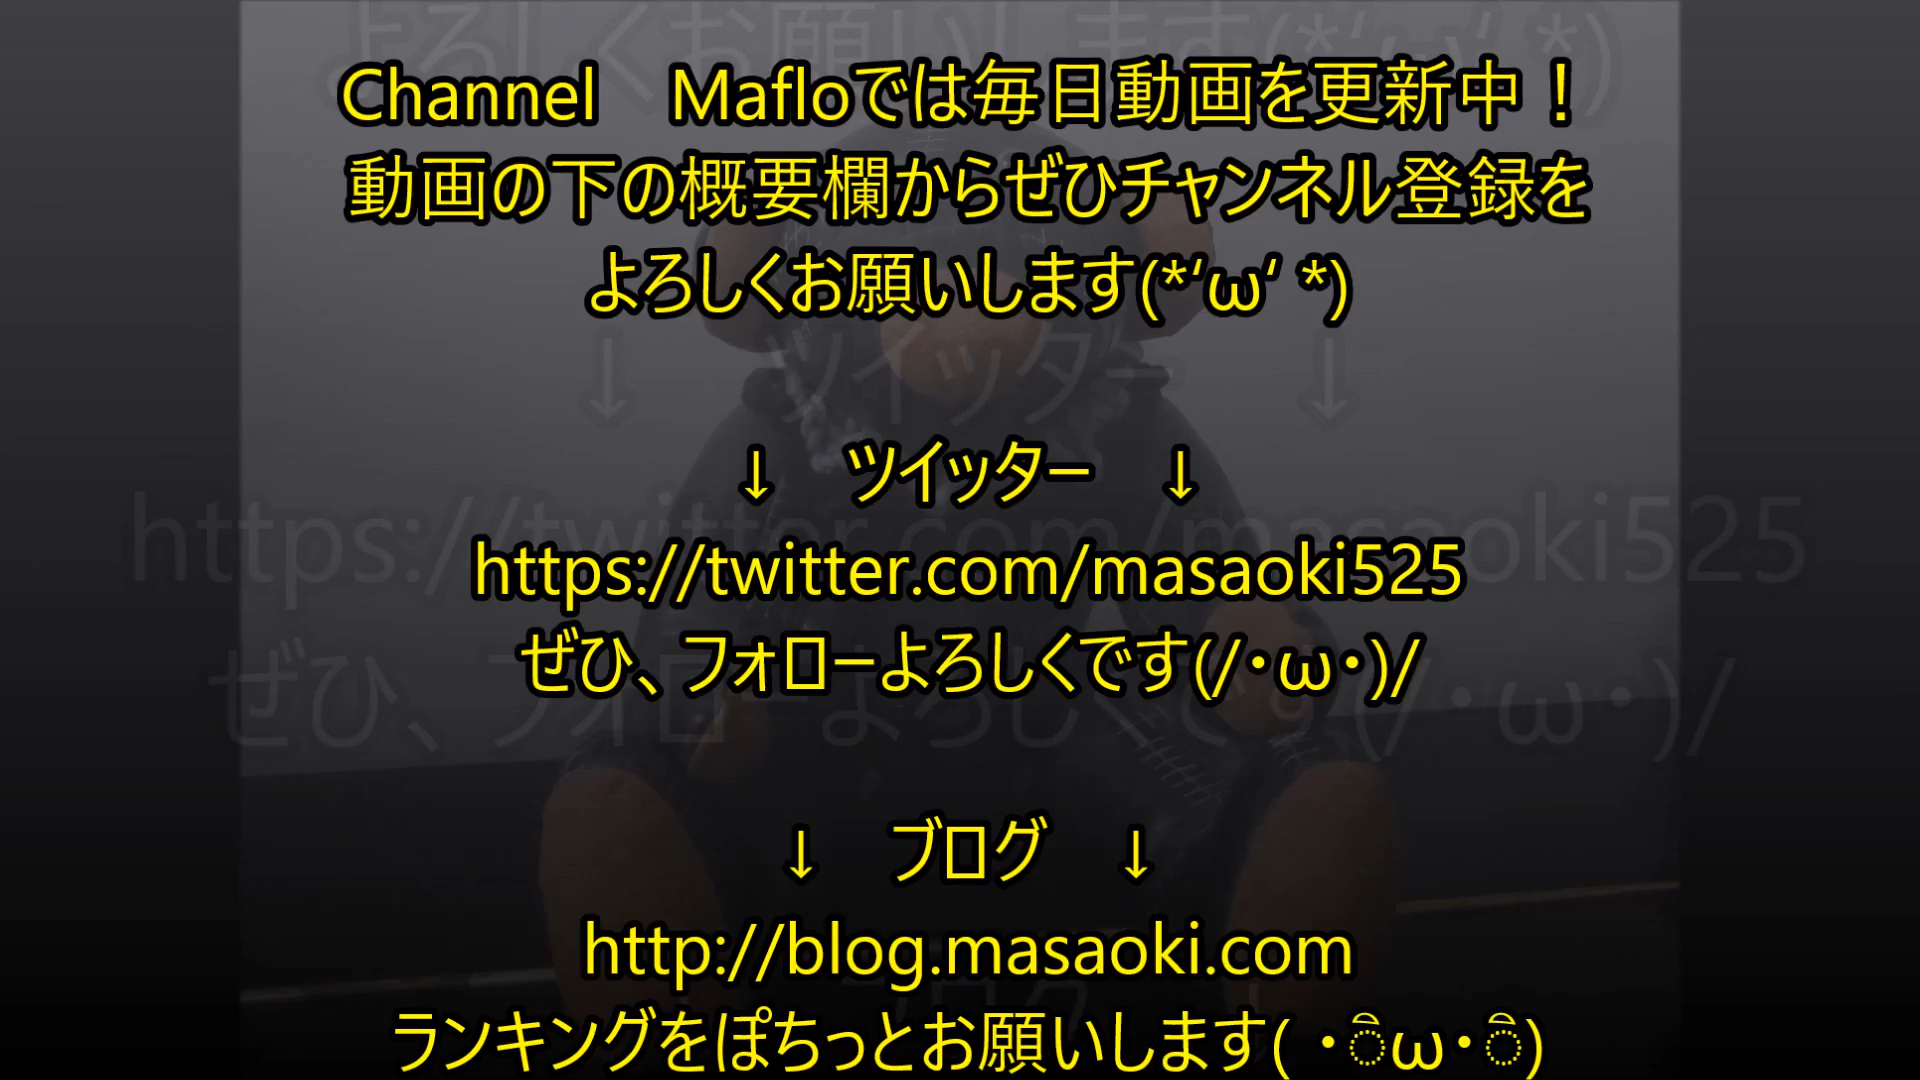 Channel　Mafloでは毎日動画を更新中！
動画の下の概要欄からぜひチャンネル登録を
よろしくお願いします(*‘ω‘ *)
↓　ツイッター　↓
https://twitter.com/masaoki525
ぜひ、フォローよろしくです(/・ω・)/
↓　ブログ　↓
http://blog.masaoki.com
ランキングをぽちっとお願いします( ・ิω・ิ)